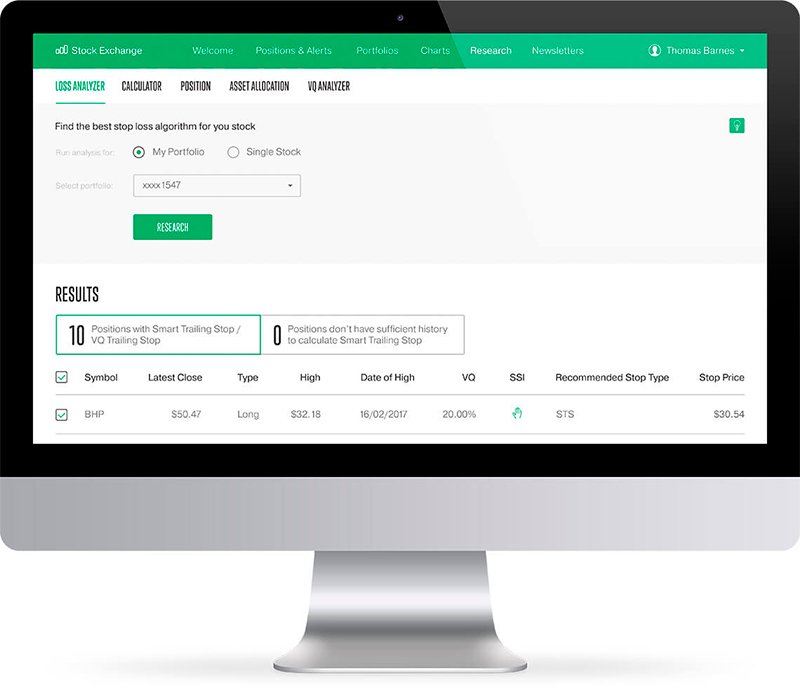 Stock Exchange Welcome Positions & Alerts Portfolios Charts Research Newsletters Thomas Barnes
LOSS ANALYZER CALCULATOR POSITION ASSET ALLOCATION VQ ANALYZER
Find the best stop loss algorithm for you stock
Run analysis for: My Portfolio Single Stock
Select portfolio: xxxx1547
RESEARCH
RESULTS
10 Positions with Smart Trailing Stop /
VQ Trailing Stop
0 Positions don't have sufficient history
to calculate Smart Trailing Stop
Symbol Latest Close Type High Date of High VQ SSI Recommended Stop Type Stop Price
BHP $50.47 Long $32.18 16/02/2017 20.00% STS $30.54